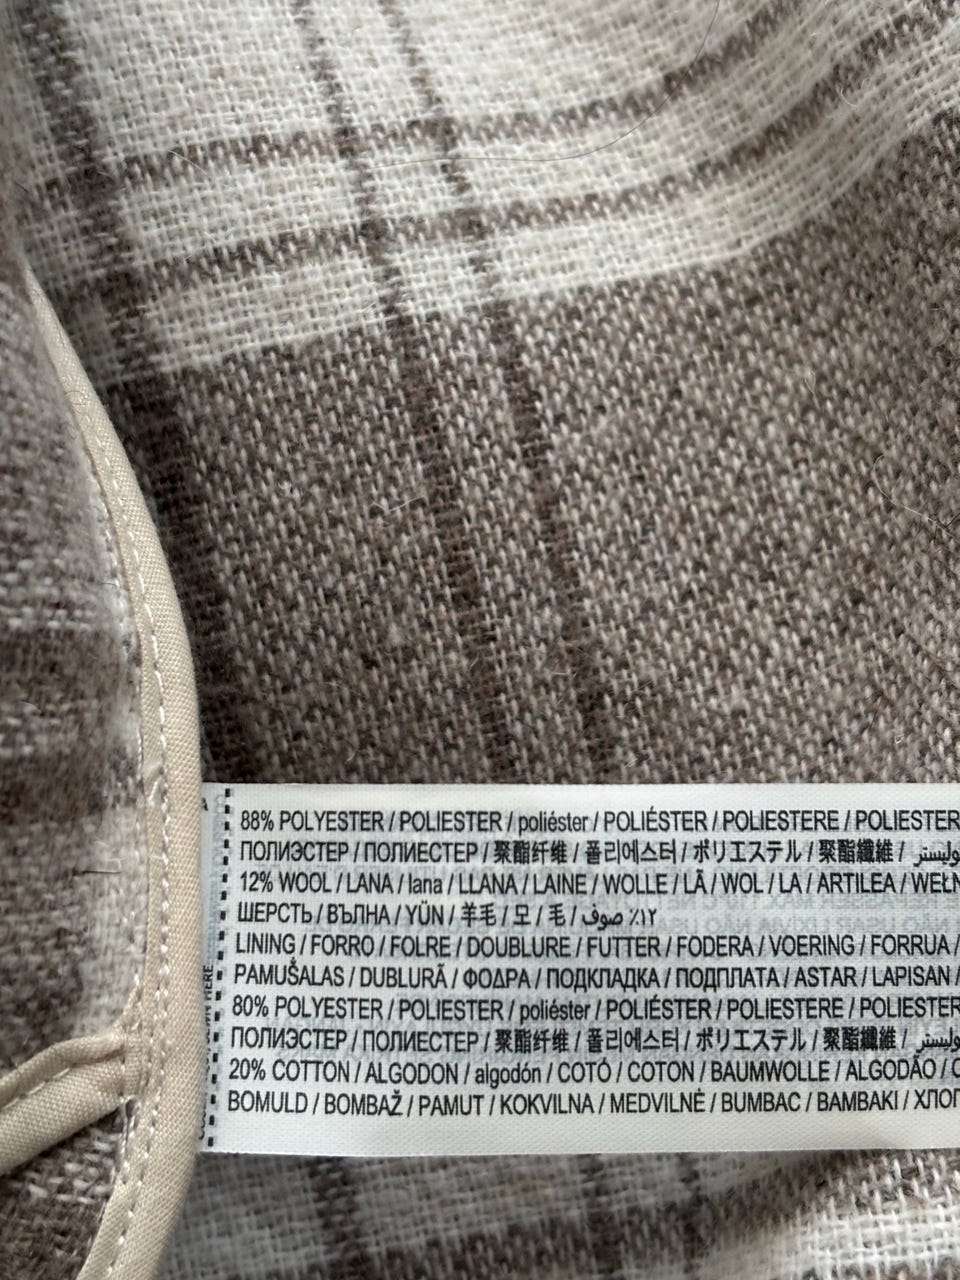 88% POLYESTER / POLIESTER / poliéster / POLIÉSTER / POLIESTERE / POLIESTER
ПОЛИЭСТЕР / ПОЛИЕСТЕР / 聚酯纤维 / 폴리에스터 / ポリエステル / 聚酯纖維 /
12% WOOL / LANA / lana / LLANA / LAINE / WOLLE / LÃ / WOL / LA / ARTILEA /
ШЕРСТЬ / ВЪЛНА / YÜN / 羊毛 / 모 / 毛 / صوف ٪١٢
LINING / FORRO / FOLRE / DOUBLURE / FUTTER / FODERA / VOERING / FORRUA /
PAMUŠALAS / DUBLURĂ / ΦΟΔΡΑ / ПОДКЛАДКА / ПОДПЛАТА / ASTAR / LAPISAN /
80% POLYESTER / POLIESTER / poliéster / POLIÉSTER / POLIESTERE / POLIESTER
ПОЛИЭСТЕР / ПОЛИЕСТЕР / 聚酯纤维 / 폴리에스터 / ポリエステル / 聚酯纖維 /
20% COTTON / ALGODON / algodón / COTÓ / COTON / BAUMWOLLE / ALGODÃO /
BOMULD / BOMBAŽ / PAMUT / KOKVILNA / MEDVILNĖ / BUMBAC / BAMBAKI /
HERE